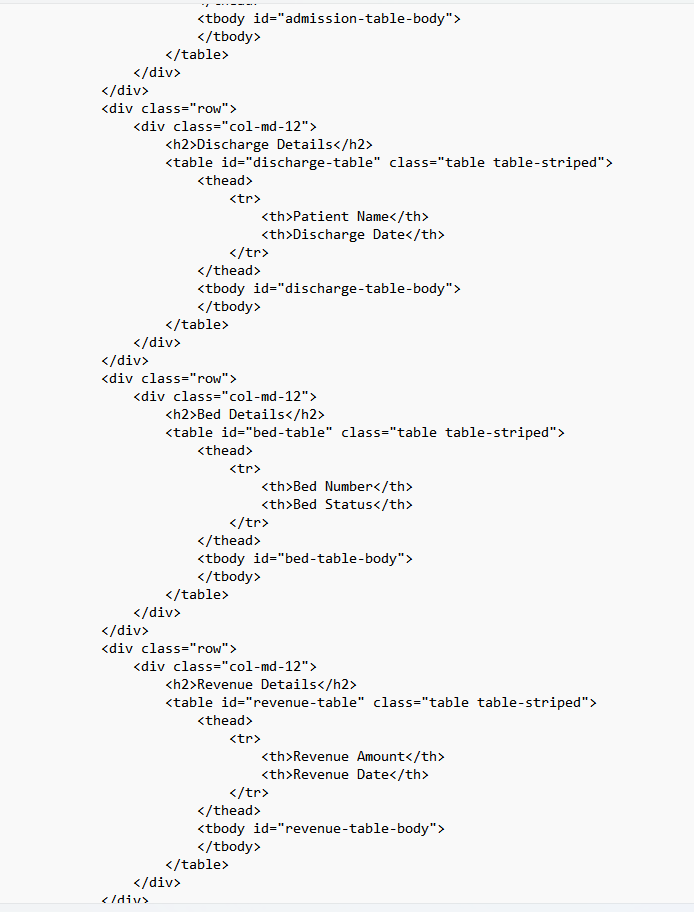 </thead>
<tbody id="admission-table-body">
</tbody>
</table>
</div>
</div>
<div class="row">
<div class="col-md-12">
<h2>Discharge Details</h2>
<table id="discharge-table" class="table table-striped">
<thead>
<tr>
<th>Patient Name</th>
<th>Discharge Date</th>
</tr>
</thead>
<tbody id="discharge-table-body">
</tbody>
</table>
</div>
</div>
<div class="row">
<div class="col-md-12">
<h2>Bed Details</h2>
<table id="bed-table" class="table table-striped">
<thead>
<tr>
<th>Bed Number</th>
<th>Bed Status</th>
</tr>
</thead>
<tbody id="bed-table-body">
</tbody>
</table>
</div>
</div>
<div class="row">
<div class="col-md-12">
<h2>Revenue Details</h2>
<table id="revenue-table" class="table table-striped">
<thead>
<tr>
<th>Revenue Amount</th>
<th>Revenue Date</th>
</tr>
</thead>
<tbody id="revenue-table-body">
</tbody>
</table>
</div>
</div>